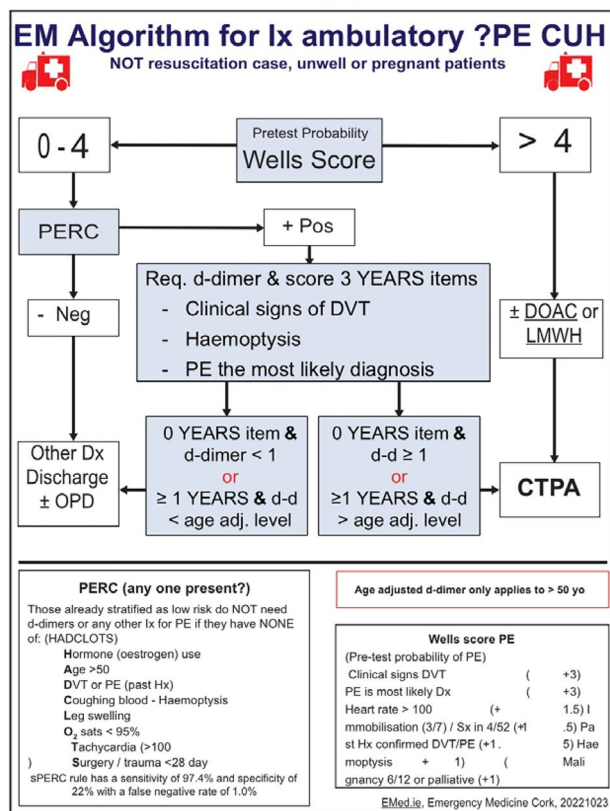 EM Algorithm for Ix ambulatory ?PE CUH
NOT resuscitation case, unwell or pregnant patients
0 - 4
Pretest Probability
Wells Score
> 4
PERC
+ Pos
Req. d-dimer & score 3 YEARS items
- Clinical signs of DVT
- Haemoptysis
- PE the most likely diagnosis
- Neg
± DOAC or
LMWH
0 YEARS item &
d-dimer < 1
or
≥ 1 YEARS & d-d
< age adj. level
0 YEARS item &
d-d ≥ 1
or
≥1 YEARS & d-d
> age adj. level
Other Dx
Discharge
± OPD
CTPA
PERC (any one present?)
Those already stratified as low risk do NOT need
d-dimers or any other Ix for PE if they have NONE
of: (HADCLOTS)
Hormone (oestrogen) use
Age >50
DVT or PE (past Hx)
Coughing blood - Haemoptysis
Leg swelling
O2 sats < 95%
Tachycardia (>100
) Surgery / trauma <28 day
sPERC rule has a sensitivity of 97.4% and specificity of
22% with a false negative rate of 1.0%
Age adjusted d-dimer only applies to > 50 yo
Wells score PE
(Pre-test probability of PE)
Clinical signs DVT ( +3)
PE is most likely Dx ( +3)
Heart rate > 100 (+ 1.5) I
mmobilisation (3/7) / Sx in 4/52 (+1 .5) Pa
st Hx confirmed DVT/PE (+1. 5) Hae
moptysis + 1) ( Mali
gnancy 6/12 or palliative (+1)
EMed.ie, Emergency Medicine Cork, 20221023